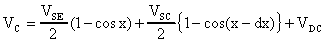 V_C = V_SE/2 (1-cos x) + V_SC/2 {1-cos(x-dx)} + V_DC